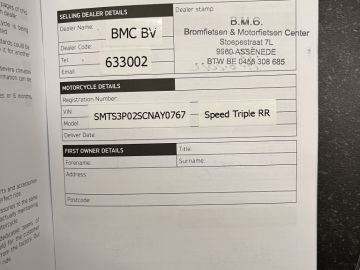 SELLING DEALER DETAILS
Dealer stamp
Dealer Name:
BMC BV
Dealer Code:
Tel
633002
Email:
B.M.C.
Bromfietsen & Motorfietsen Center
Stoepestraat 7L
9960 ASSENEDE
BTW BE 0455 308 685
MOTORCYCLE DETAILS
Registration Number:
VIN:
SMTS3P02SCNAY0767
Speed Triple RR
Model:
Deliver Date:
FIRST OWNER DETAILS
Title:
Forename:
Surname:
Address:
Postcode: